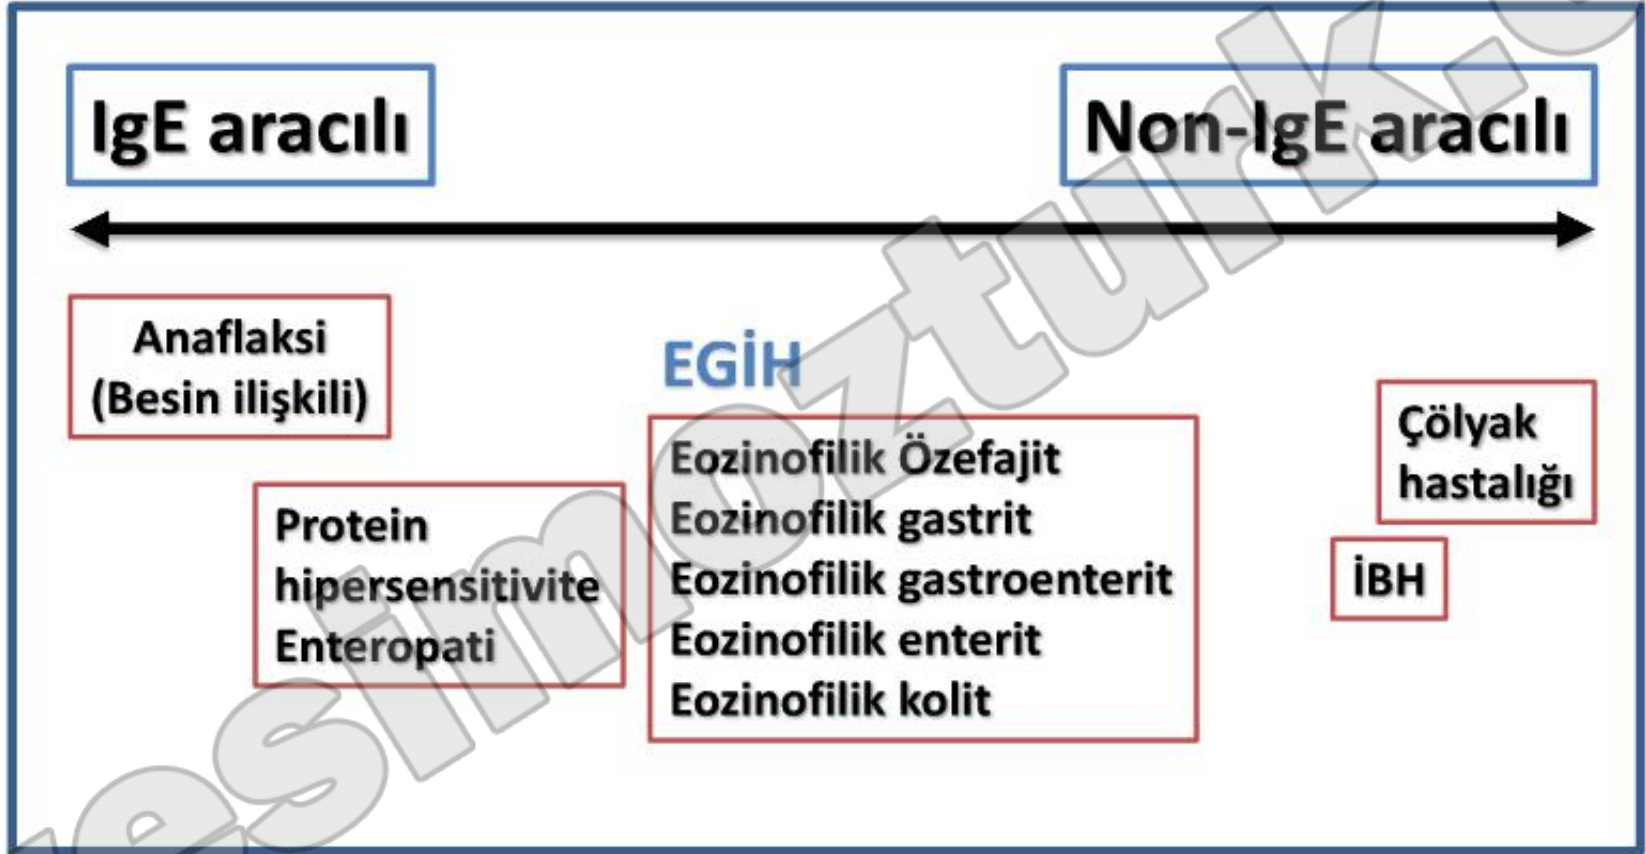 IgE aracılı
Non-IgE aracılı
Anaflaksi
(Besin ilişkili)
Protein
hipersensitivite
Enteropati
EGİH
Eozinofilik Özefajit
Eozinofilik gastrit
Eozinofilik gastroenterit
Eozinofilik enterit
Eozinofilik kolit
Çölyak
hastalığı
İBH
esimozturk.